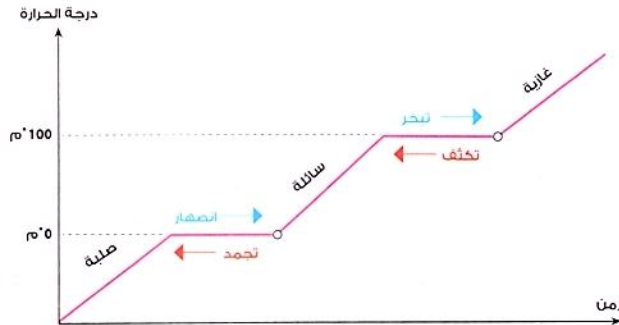 درجة الحرارة
غازية
تبخر
100°م
تكثف
سائلة
انصهار
0°م
تجمد
صلبة
زمن